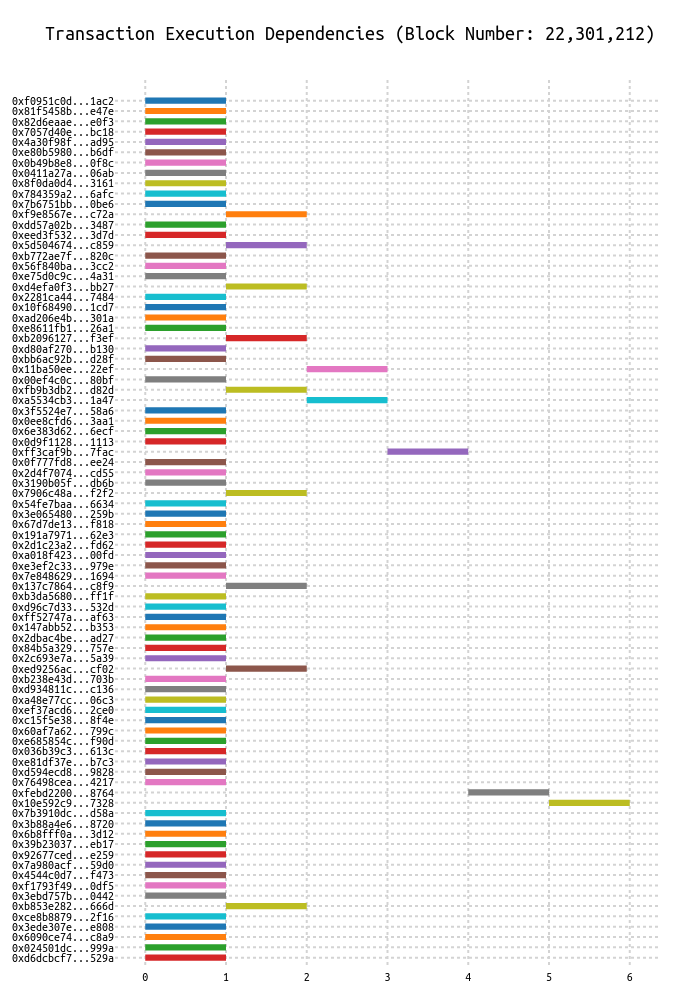 Transaction Execution Dependencies (Block Number: 22,301,212)
0xf0951c0d...1ac2
0x81f5458b...e47e
0x82d6eaae...e0f3
0x7057d40e...bc18
0x4a30f98f...ad95
0xe80b5980...b6df
0x0b49b8e8...0f8c
0x0411a27a...06ab
0x8f0da0d4...3161
0x784359a2...6afc
0x7b6751bb...0be6
0xf9e8567e...c72a
0xdd57a02b...3487
0xeed3f532...3d7d
0x5d504674...c859
0xb772ae7f...820c
0x56f840ba...3cc2
0xe75d0c9c...4a31
0xd4efa0f3...bb27
0x2281ca44...7484
0x10f68490...1cd7
0xad206e4b...301a
0xe8611fb1...26a1
0xb2096127...f3ef
0xd80af270...b130
0xbb6ac92b...d28f
0x11ba50ee...22ef
0x00ef4c0c...80bf
0xfb9b3db2...d82d
0xa5534cb3...1a47
0x3f5524e7...58a6
0x0ee8cfd6...3aa1
0x6e383d62...6ecf
0x0d9f1128...1113
0xff3caf9b...7fac
0x0f777fd8...ee24
0x2d4f7074...cd55
0x3190b05f...db6b
0x7906c48a...f2f2
0x54fe7baa...6634
0x3e065480...259b
0x67d7de13...f818
0x191a7971...62e3
0x2d1c23a2...fd62
0xa018f423...00fd
0xe3ef2c33...979e
0x7e848629...1694
0x137c7864...c8f9
0xb3da5680...ff1f
0xd96c7d33...532d
0xff52747a...af63
0x147abb52...b353
0x2dbac4be...ad27
0x84b5a329...757e
0x2c693e7a...5a39
0xed9256ac...cf02
0xb238e43d...703b
0xd934811c...c136
0xa48e77cc...06c3
0xef37acd6...2ce0
0xc15f5e38...8f4e
0x60af7a62...799c
0xe685854c...f90d
0x036b39c3...613c
0xe81df37e...b7c3
0xd594ecd8...9828
0x76498cea...4217
0xfebd2200...8764
0x10e592c9...7328
0x7b3910dc...d58a
0x3b88a4e6...8720
0x6b8fff0a...3d12
0x39b23037...eb17
0x92677ced...e259
0x7a980acf...59d0
0x4544c0d7...f473
0xf1793f49...0df5
0x3ebd757b...0442
0xb853e282...666d
0xce8b8879...2f16
0x3ede307e...e808
0x6090ce74...c8a9
0x024501dc...999a
0xd6dcbcf7...529a
0 1 2 3 4 5 6